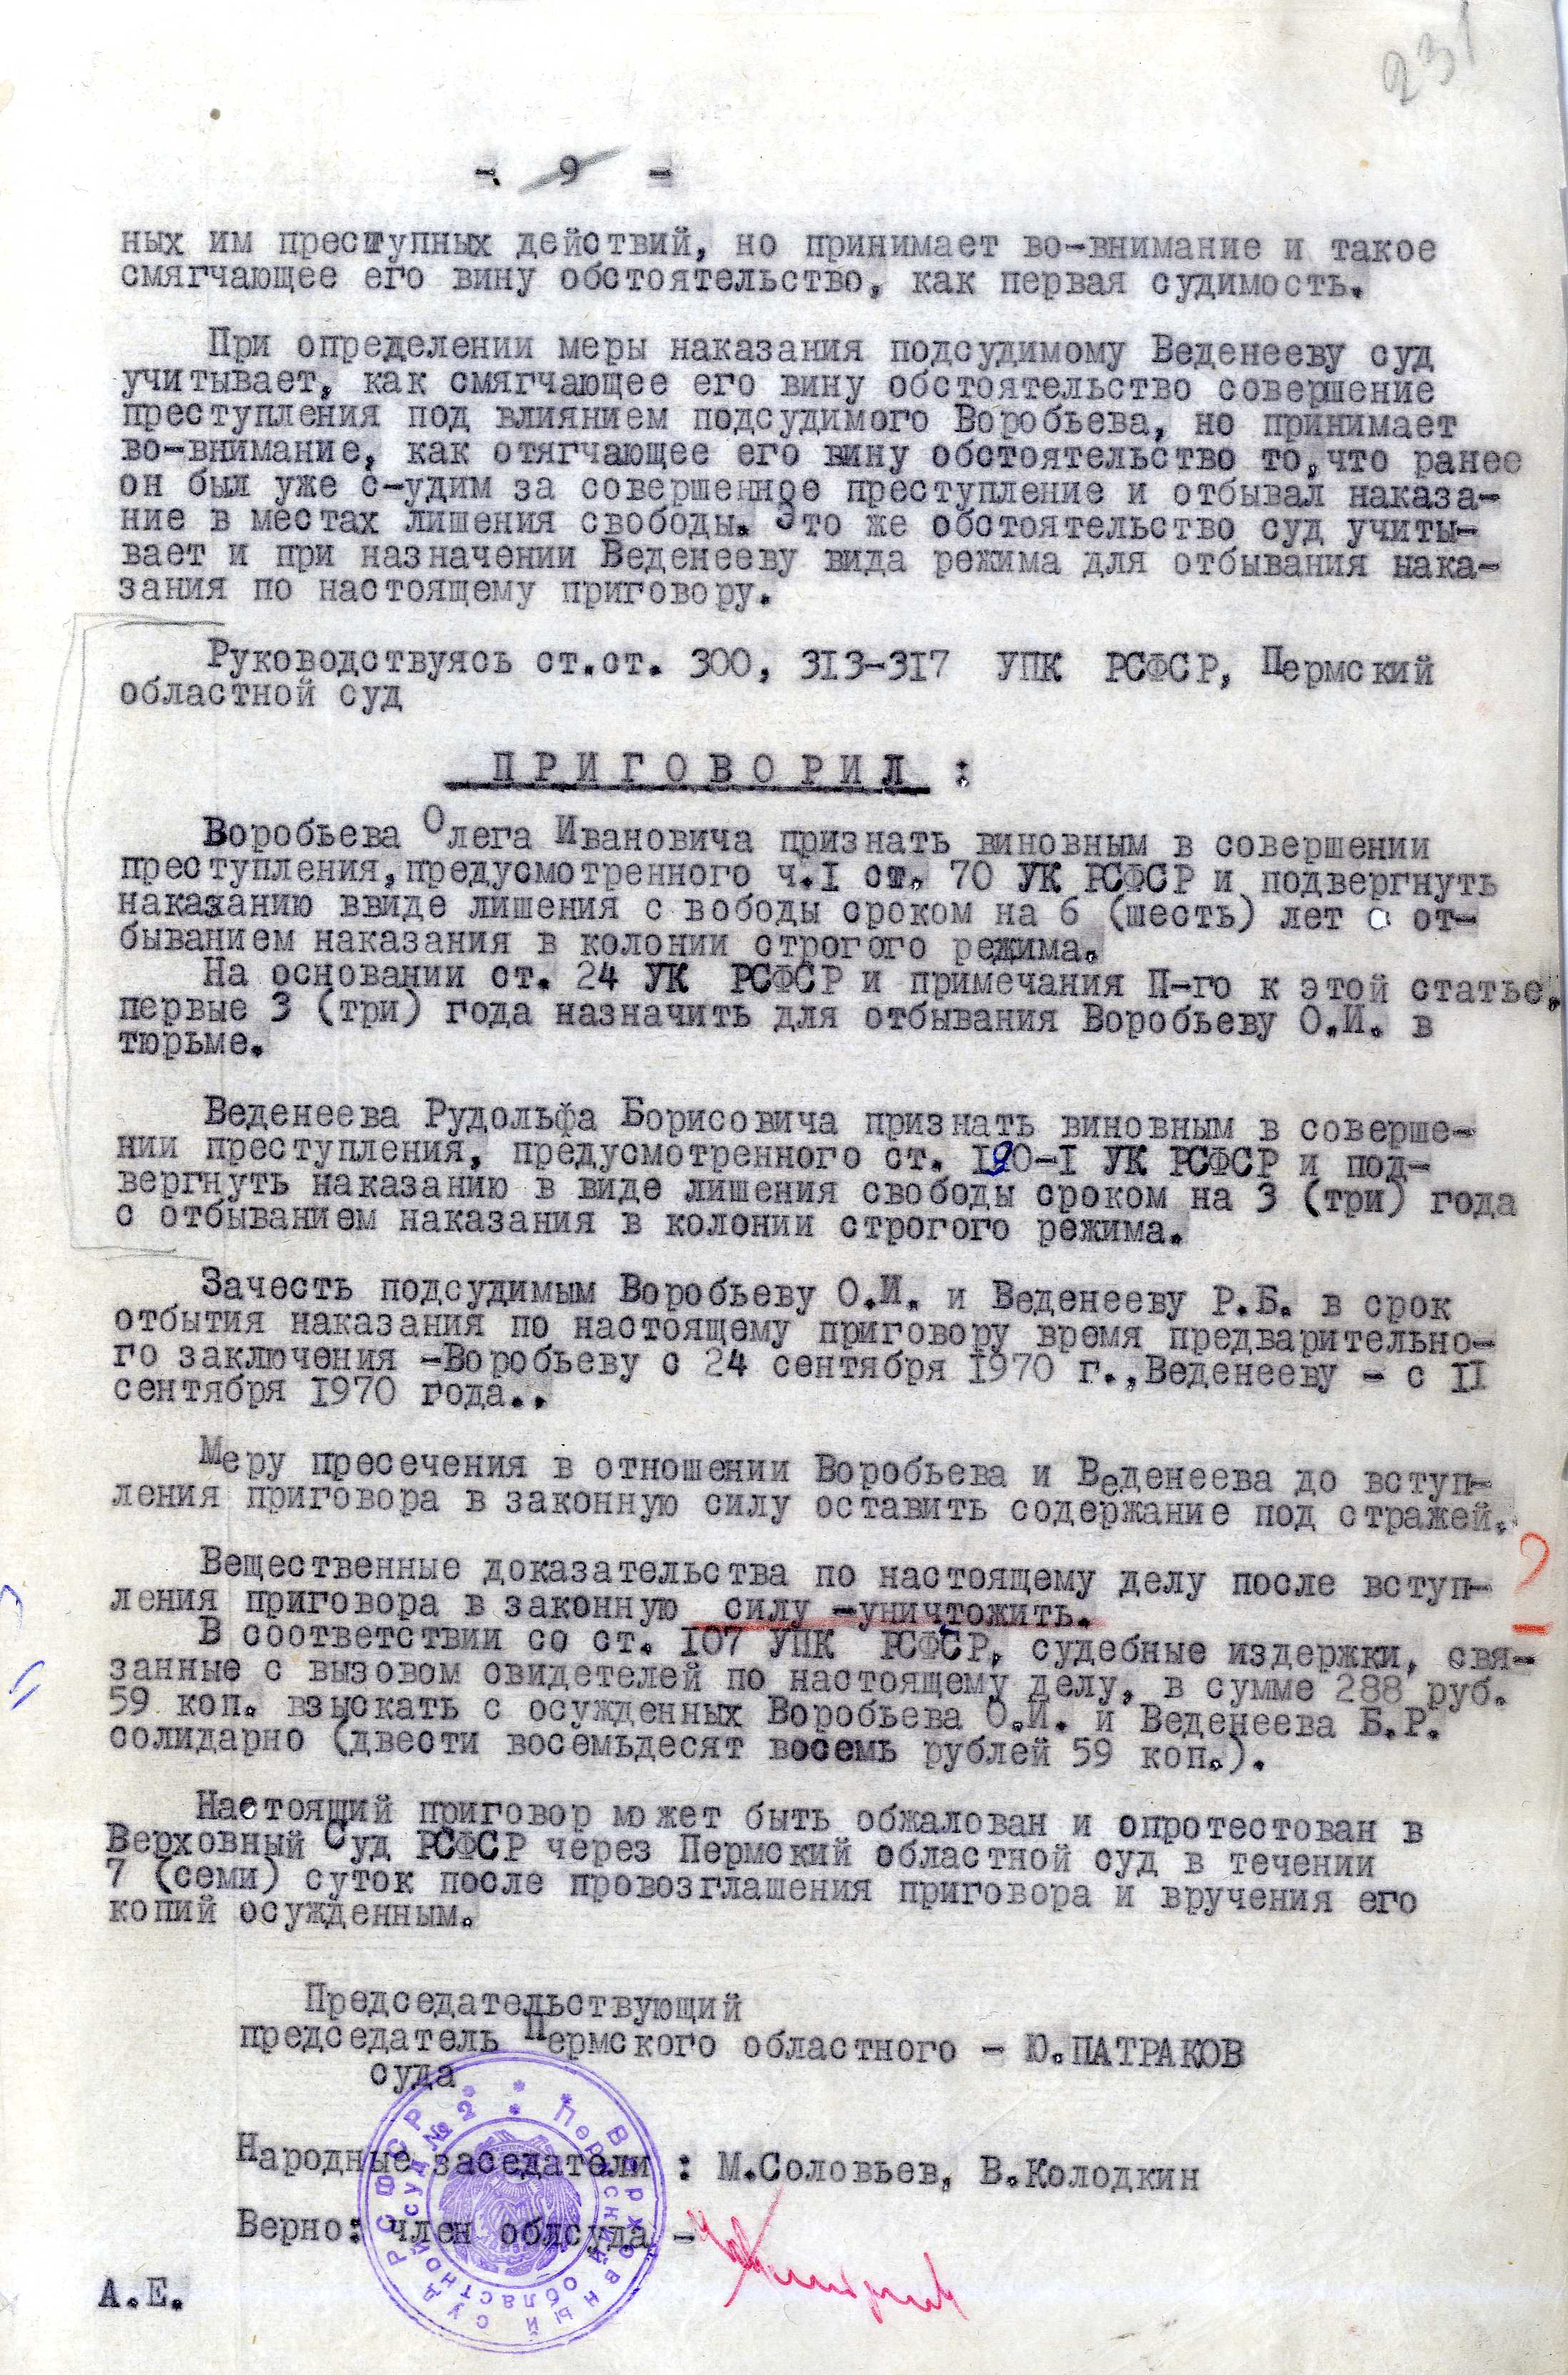 231
- 9 -
ных им преступных действий, но принимает во-внимание и такое
смягчающее его вину обстоятельство, как первая судимость.
При определении меры наказания подсудимому Веденееву суд
учитывает, как смягчающее его вину обстоятельство совершение
преступления под влиянием подсудимого Воробьева, но принимает
во-внимание, как отягчающее его вину обстоятельство то,что ранее
он был уже с-удим за совершенное преступление и отбывал наказа-
ние в местах лишения свободы. Это же обстоятельство суд учиты-
вает и при назначении Веденееву вида режима для отбывания нака-
зания по настоящему приговору.
Руководствуясь ст.ст. 300, 313-317 УПК РСФСР, Пермский
областной суд
ПРИГОВОРИЛ :
Воробьева Олега Ивановича признать виновным в совершении
преступления,предусмотренного ч.I ст. 70 УК РСФСР и подвергнуть
наказанию ввиде лишения с вободы сроком на 6 (шесть) лет с от-
быванием наказания в колонии строгого режима.
На основании ст. 24 УК РСФСР и примечания П-го к этой статье,
первые 3 (три) года назначить для отбывания Воробьеву О.И. в
тюрьме.
Веденеева Рудольфа Борисовича признать виновным в соверше-
нии преступления, предусмотренного ст. I90-I УК РСФСР и под-
вергнуть наказанию в виде лишения свободы сроком на 3 (три) года
с отбыванием наказания в колонии строгого режима.
Зачесть подсудимым Воробьеву О.И. и Веденееву Р.Б. в срок
отбытия наказания по настоящему приговору время предварительно-
го заключения -Воробьеву с 24 сентября I970 г.,Веденееву - с II
сентября I970 года..
Меру пресечения в отношении Воробьева и Веденеева до вступ-
ления приговора в законную силу оставить содержание под стражей.
Вещественные доказательства по настоящему делу после вступ-
ления приговора в законную силу -уничтожить.
?
В соответствии со ст. I07 УПК РСФСР, судебные издержки, свя-
занные с вызовом свидетелей по настоящему делу, в сумме 288 руб.
59 коп. взыскать с осужденных Воробьева О.И. и Веденеева Б.Р.
солидарно (двести восемьдесят восемь рублей 59 коп.).
Настоящий приговор может быть обжалован и опротестован в
Верховный Суд РСФСР через Пермский областной суд в течении
7 (семи) суток после провозглашения приговора и вручения его
копий осужденным.
Председательствующий
председатель Пермского областного - Ю.ПАТРАКОВ
суда
Народные заседатели : М.Соловьев, В.Колодкин
Верно: член облсуда -
А.Е.
Верховный суд РСФСР
Пермский областной суд № 2